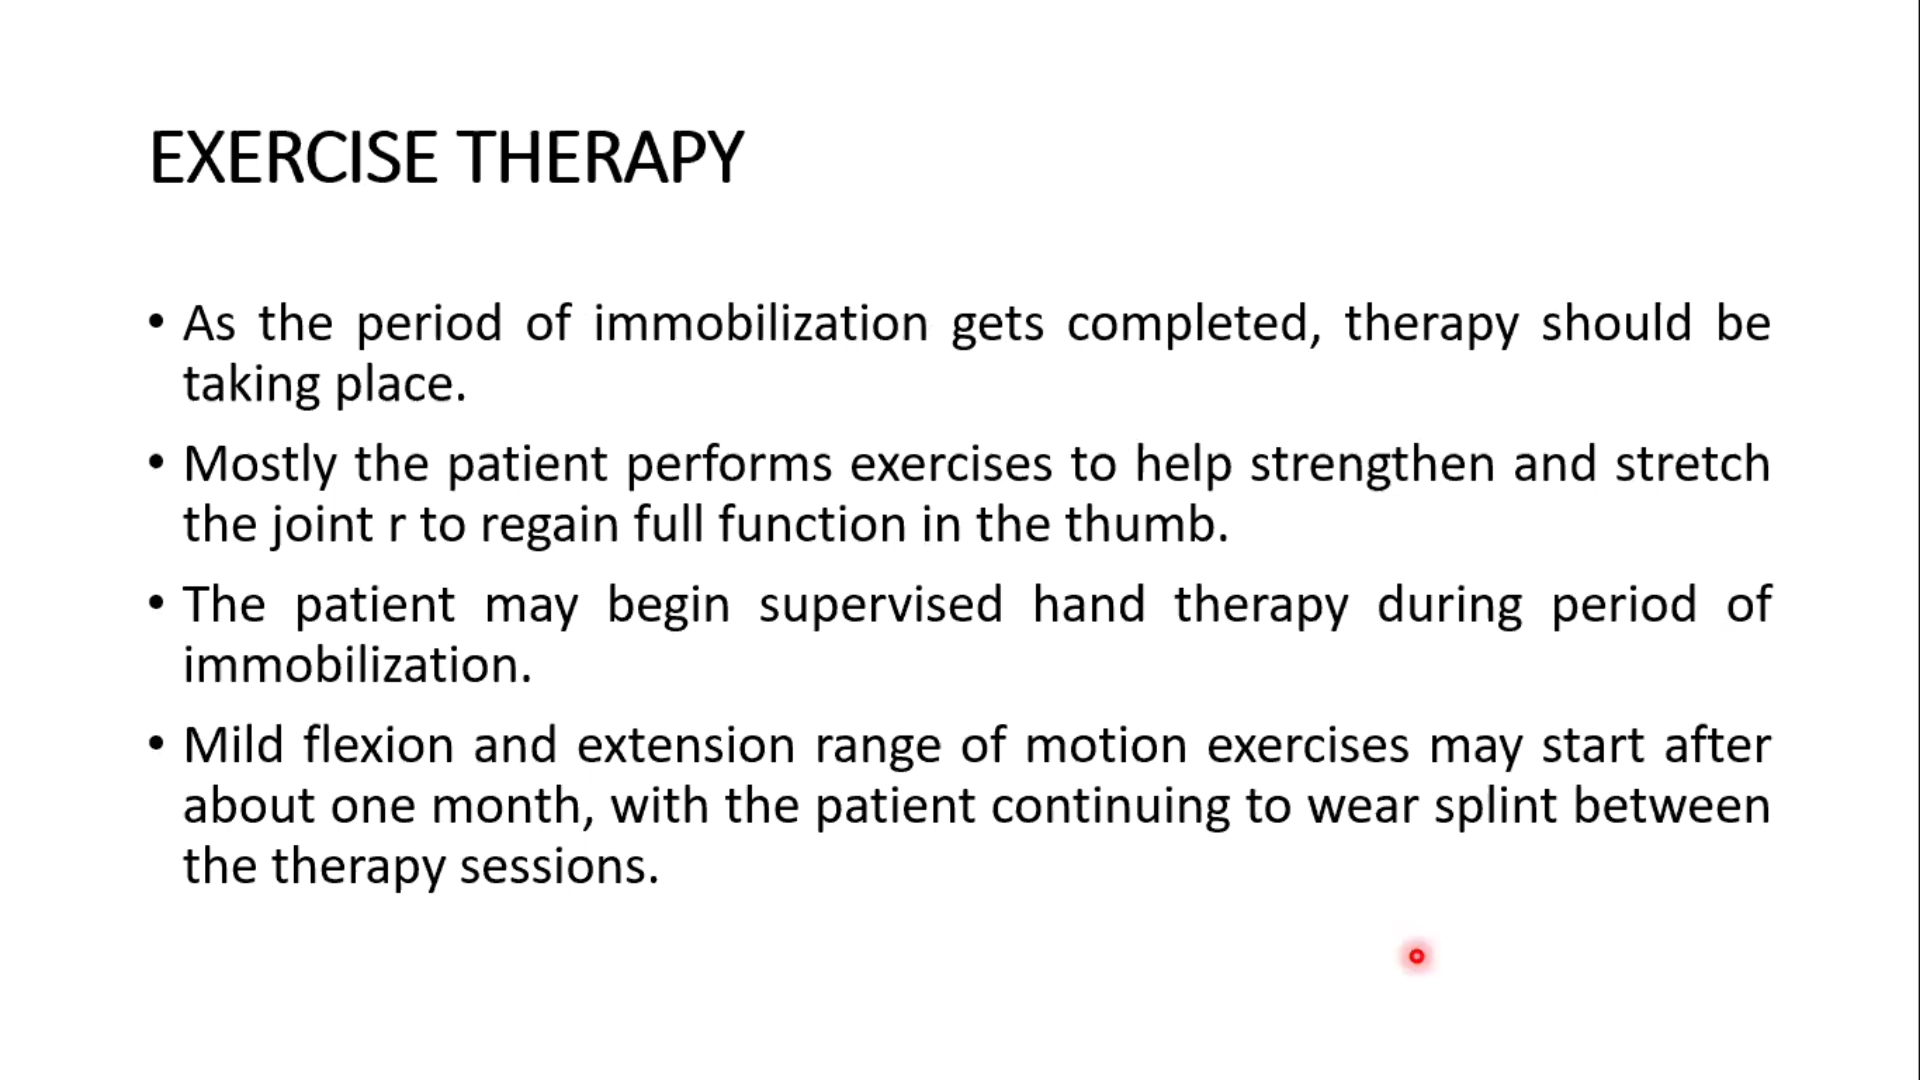 EXERCISE THERAPY
• As the period of immobilization gets completed, therapy should be
taking place.
• Mostly the patient performs exercises to help strengthen and stretch
the joint r to regain full function in the thumb.
• The patient may begin supervised hand therapy during period of
immobilization.
• Mild flexion and extension range of motion exercises may start after
about one month, with the patient continuing to wear splint between
the therapy sessions.